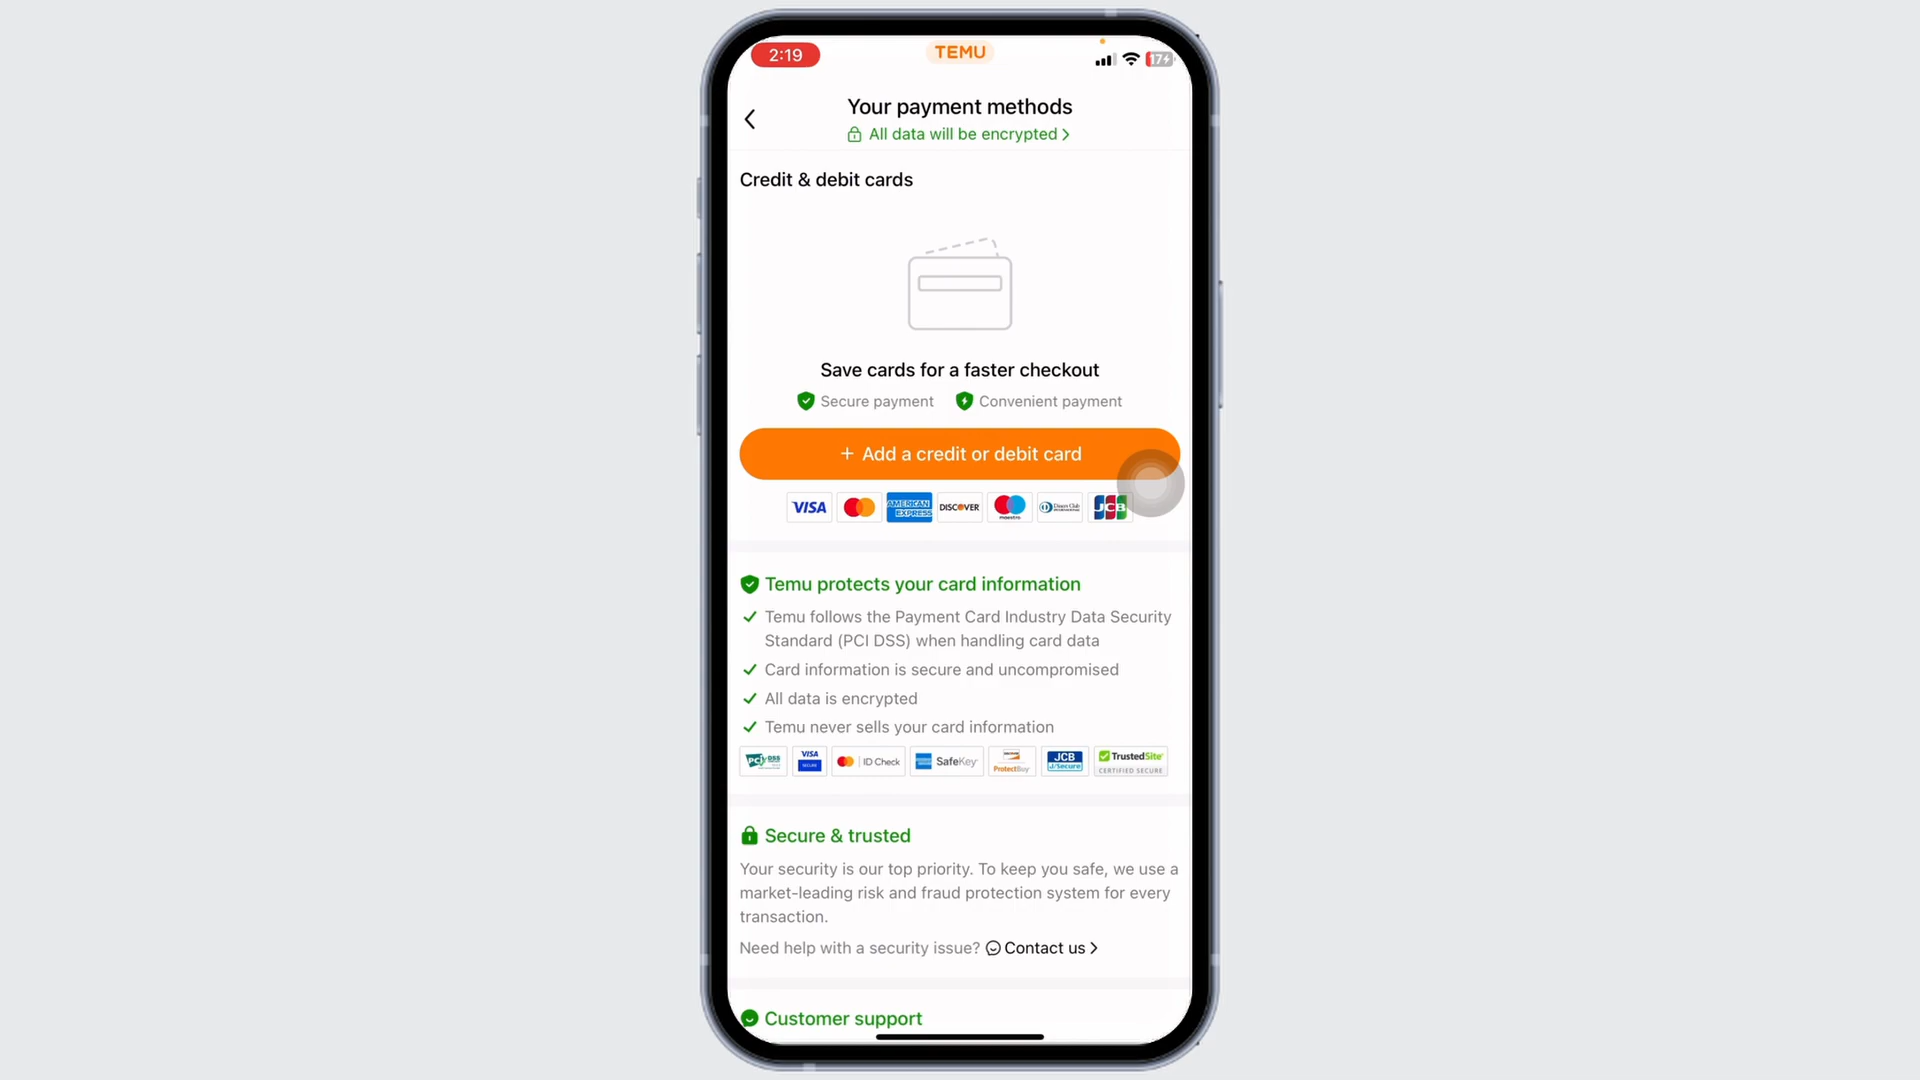 2:19
TEMU
17
Your payment methods
All data will be encrypted
Credit & debit cards
Save cards for a faster checkout
Secure payment Convenient payment
+ Add a credit or debit card
VISA AMERICAN EXPRESS DISCOVER maestro Diners Club JCB
Temu protects your card information
Temu follows the Payment Card Industry Data Security
Standard (PCI DSS) when handling card data
Card information is secure and uncompromised
All data is encrypted
Temu never sells your card information
PCI DSS VISA SECURE ID Check SafeKey ProtectBuy JCB J/Secure TrustedSite CERTIFIED SECURE
Secure & trusted
Your security is our top priority. To keep you safe, we use a
market-leading risk and fraud protection system for every
transaction.
Need help with a security issue? Contact us
Customer support